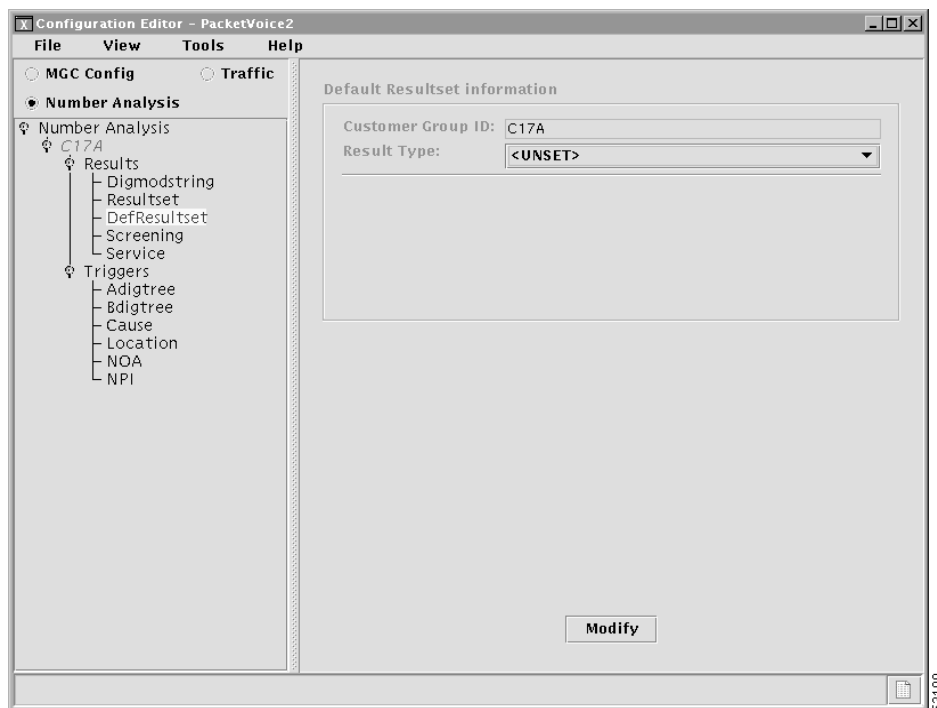 X Configuration Editor - PacketVoice2
File View Tools Help
MGC Config Traffic
Number Analysis
Number Analysis
C17A
Results
Digmodstring
Resultset
DefResultset
Screening
Service
Triggers
Adigtree
Bdigtree
Cause
Location
NOA
NPI
Default Resultset information
Customer Group ID: C17A
Result Type: <UNSET>
Modify